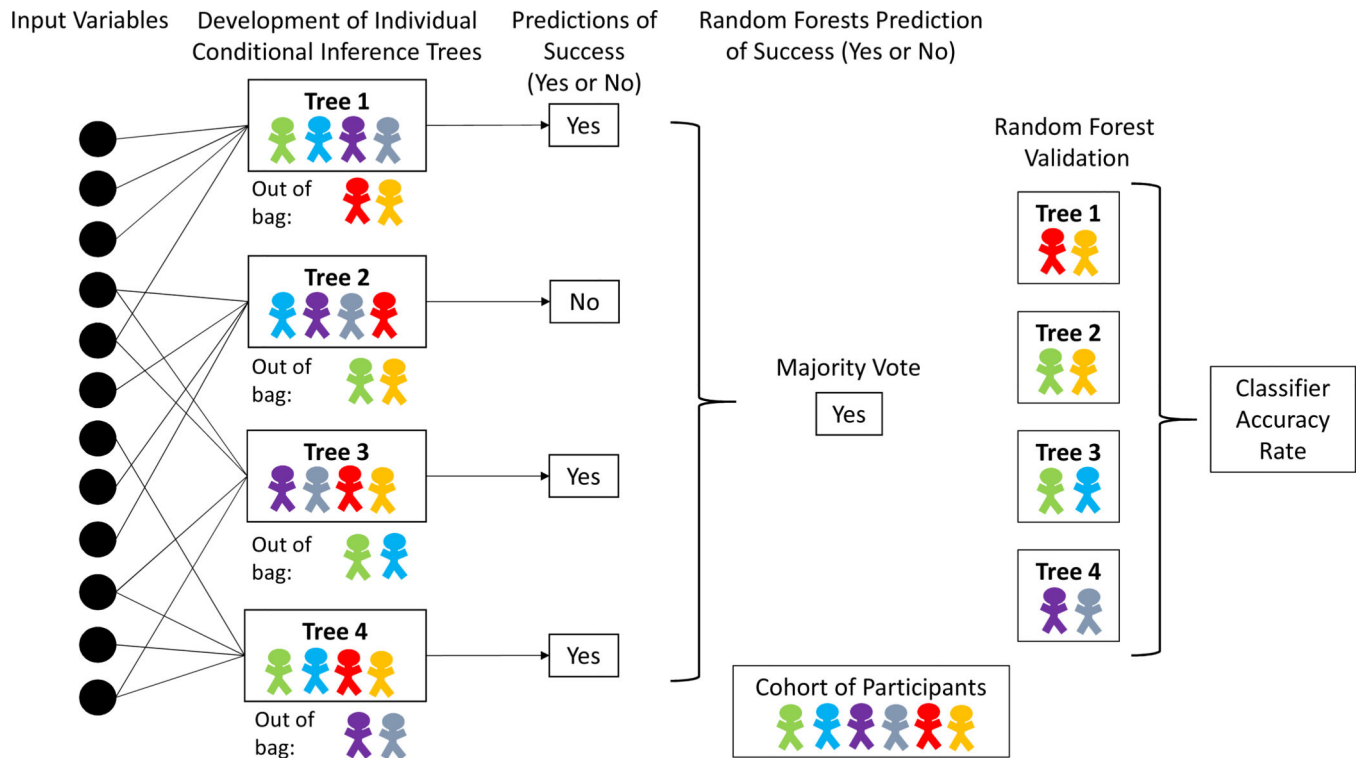 Input Variables
Development of Individual
Conditional Inference Trees
Predictions of
Success
(Yes or No)
Random Forests Prediction
of Success (Yes or No)
Tree 1
Out of
bag:
Yes
Tree 2
Out of
bag:
No
Tree 3
Out of
bag:
Yes
Tree 4
Out of
bag:
Yes
Majority Vote
Yes
Cohort of Participants
Random Forest
Validation
Tree 1
Tree 2
Tree 3
Tree 4
Classifier
Accuracy
Rate